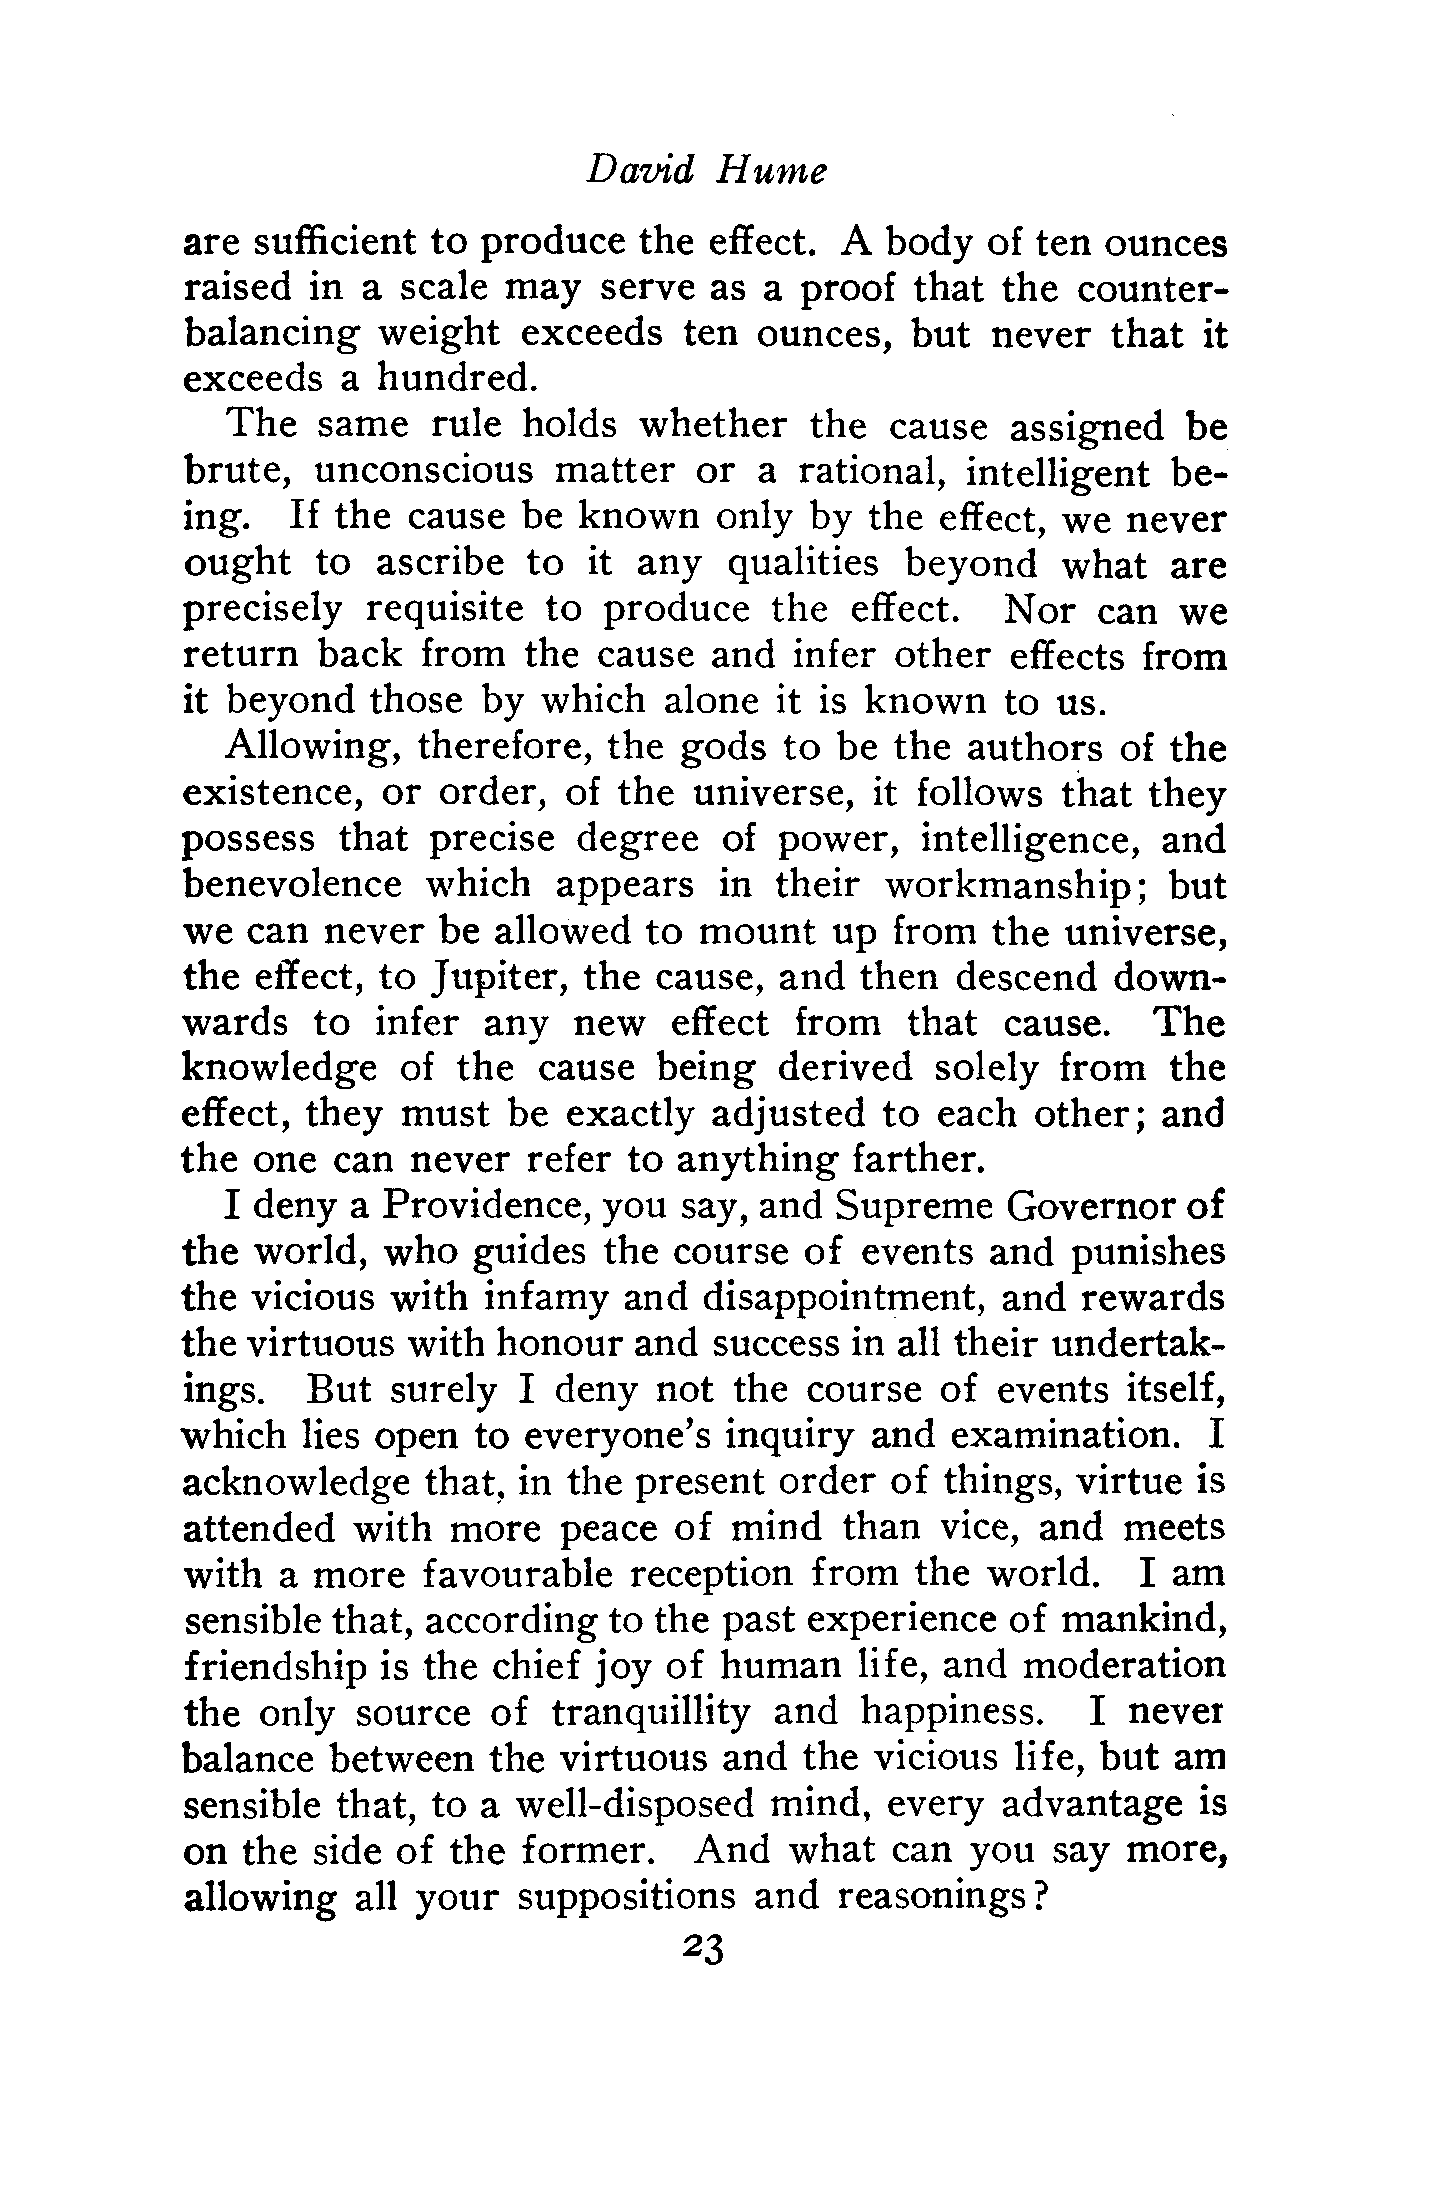 David Hume
are sufficient to produce the effect. A body of ten ounces
raised in a scale may serve as a proof that the counter-
balancing weight exceeds ten ounces, but never that it
exceeds a hundred.
The same rule holds whether the cause assigned be
brute, unconscious matter or a rational, intelligent be-
ing. If the cause be known only by the effect, we never
ought to ascribe to it any qualities beyond what are
precisely requisite to produce the effect. Nor can we
return back from the cause and infer other effects from
it beyond those by which alone it is known to us.
Allowing, therefore, the gods to be the authors of the
existence, or order, of the universe, it follows that they
possess that precise degree of power, intelligence, and
benevolence which appears in their workmanship; but
we can never be allowed to mount up from the universe,
the effect, to Jupiter, the cause, and then descend down-
wards to infer any new effect from that cause. The
knowledge of the cause being derived solely from the
effect, they must be exactly adjusted to each other; and
the one can never refer to anything farther.
I deny a Providence, you say, and Supreme Governor of
the world, who guides the course of events and punishes
the vicious with infamy and disappointment, and rewards
the virtuous with honour and success in all their undertak-
ings. But surely I deny not the course of events itself,
which lies open to everyone's inquiry and examination. I
acknowledge that, in the present order of things, virtue is
attended with more peace of mind than vice, and meets
with a more favourable reception from the world. I am
sensible that, according to the past experience of mankind,
friendship is the chief joy of human life, and moderation
the only source of tranquillity and happiness. I never
balance between the virtuous and the vicious life, but am
sensible that, to a well-disposed mind, every advantage is
on the side of the former. And what can you say more,
allowing all your suppositions and reasonings?
23